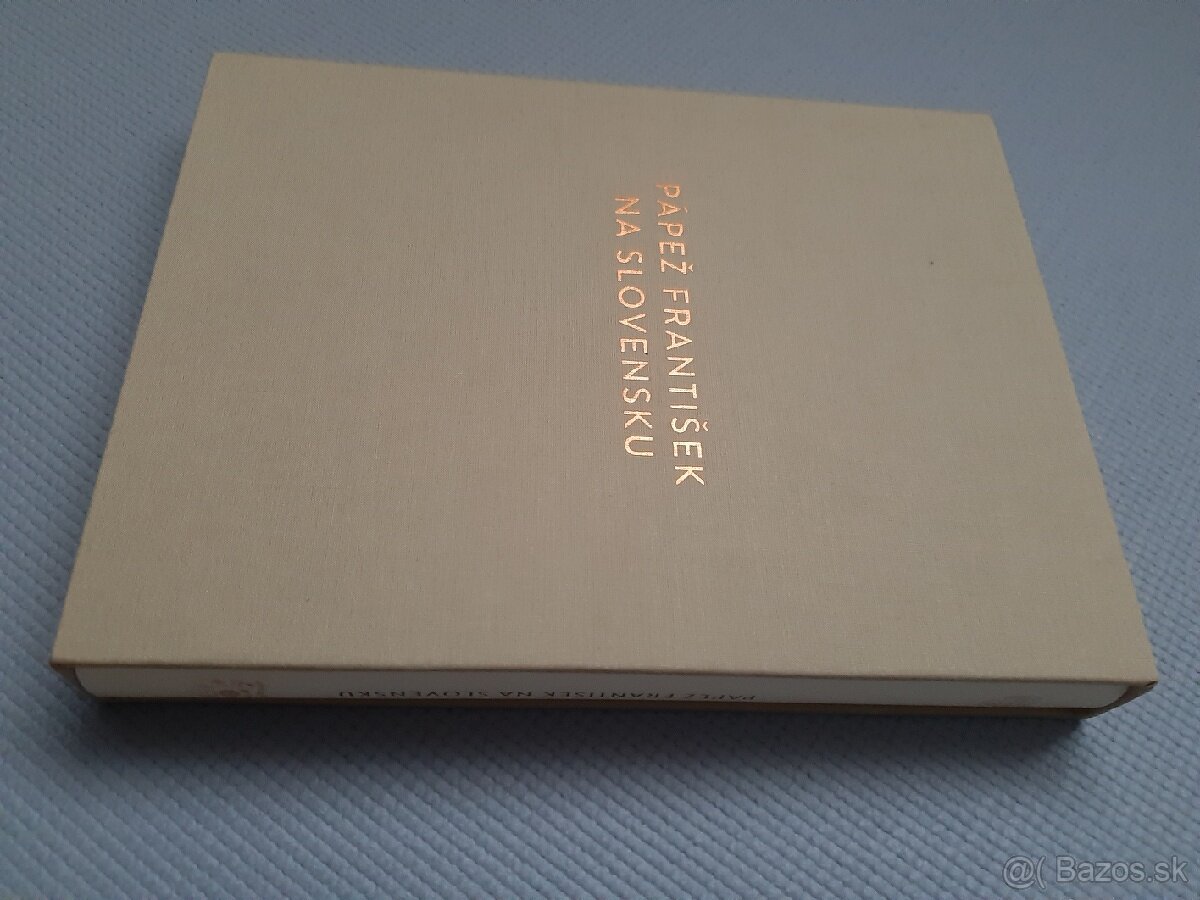 PÁPEŽ FRANTIŠEK
NA SLOVENSKU
PÁPEŽ FRANTIŠEK NA SLOVENSKU
@( Bazos.sk